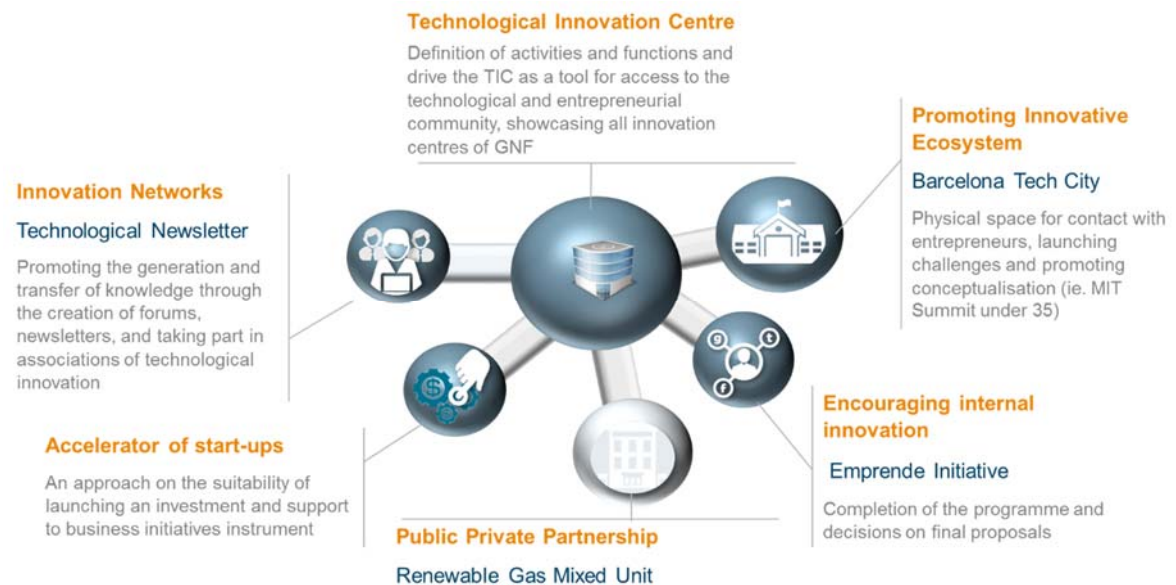 Technological Innovation Centre
Definition of activities and functions and
drive the TIC as a tool for access to the
technological and entrepreneurial
community, showcasing all innovation
centres of GNF
Promoting Innovative
Ecosystem
Barcelona Tech City
Physical space for contact with
entrepreneurs, launching
challenges and promoting
conceptualisation (ie. MIT
Summit under 35)
Innovation Networks
Technological Newsletter
Promoting the generation and
transfer of knowledge through
the creation of forums,
newsletters, and taking part in
associations of technological
innovation
g
t
f
$
Accelerator of start-ups
An approach on the suitability of
launching an investment and support
to business initiatives instrument
Encouraging internal
innovation
Emprende Initiative
Completion of the programme and
decisions on final proposals
Public Private Partnership
Renewable Gas Mixed Unit